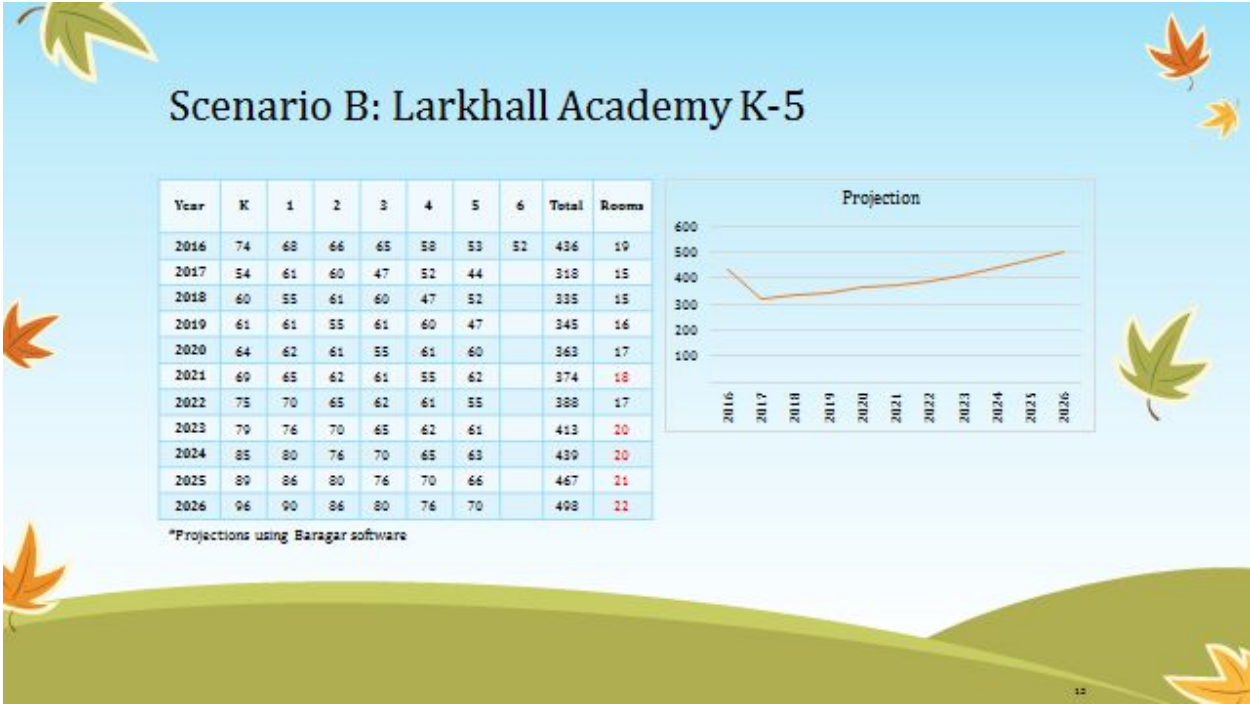 Scenario B: Larkhall Academy K-5
Year K 1 2 3 4 5 6 Total Rooms
2016 74 68 66 65 58 53 52 436 19
2017 54 61 60 47 52 44 318 15
2018 60 55 61 60 47 52 335 15
2019 61 61 55 61 60 47 345 16
2020 64 62 61 55 61 60 363 17
2021 69 65 62 61 55 62 374 18
2022 75 70 65 62 61 55 388 17
2023 79 76 70 65 62 61 413 20
2024 85 80 76 70 65 63 439 20
2025 89 86 80 76 70 66 467 21
2026 96 90 86 80 76 70 498 22
*Projections using Baragar software
Projection
600
500
400
300
200
100
2016 2017 2018 2019 2020 2021 2022 2023 2024 2025 2026
12